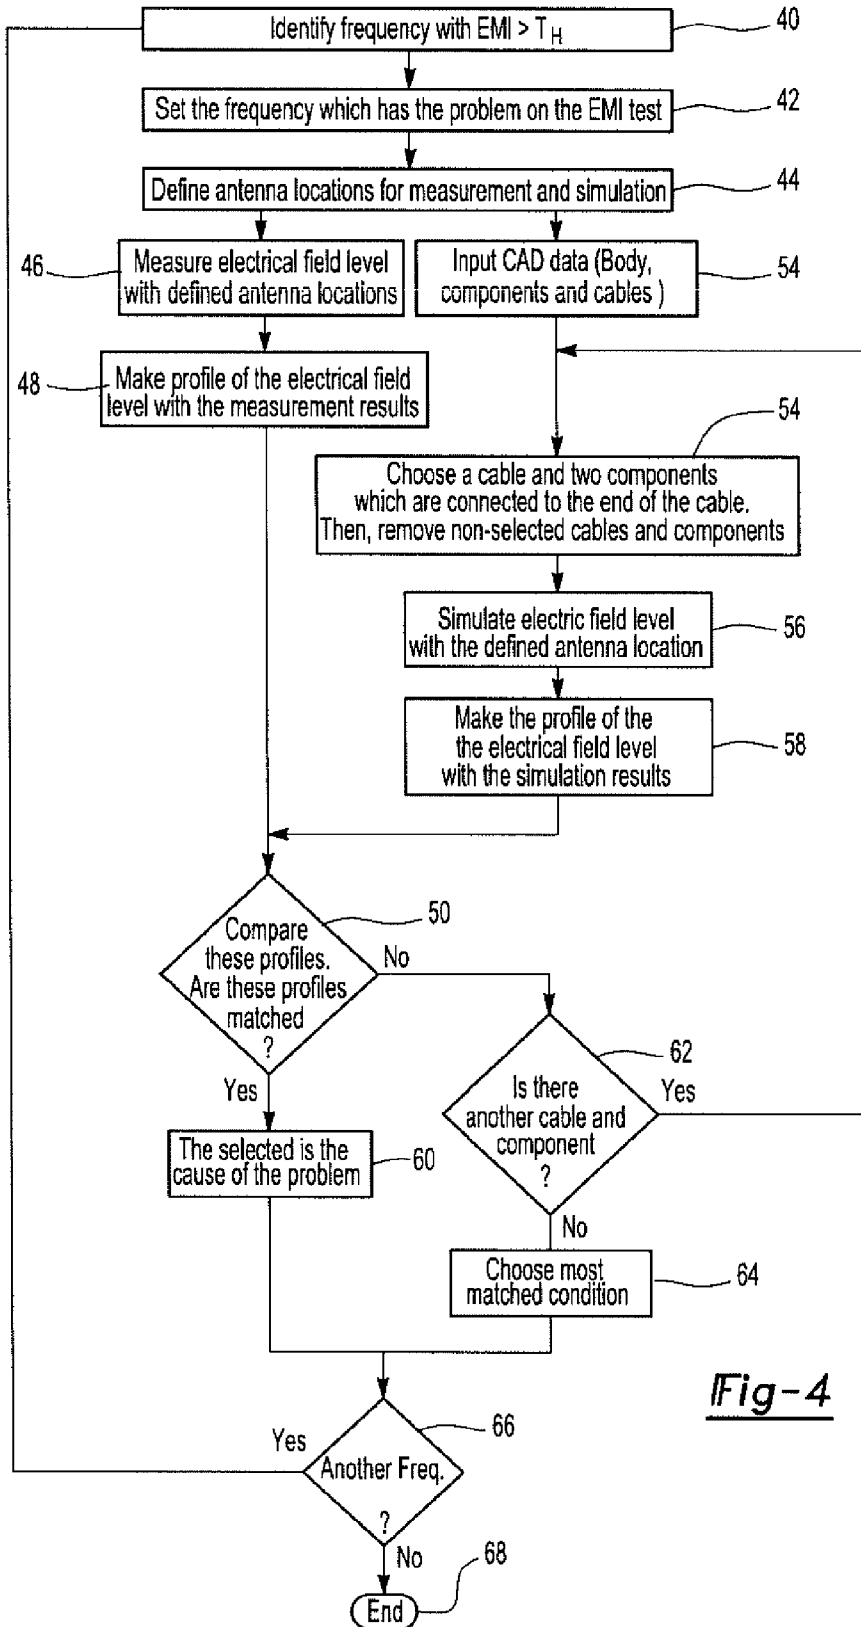 Identify frequency with EMI > T H
40
Set the frequency which has the problem on the EMI test
42
Define antenna locations for measurement and simulation
44
46
Measure electrical field level
with defined antenna locations
Input CAD data (Body,
components and cables )
54
48
Make profile of the electrical field
level with the measurement results
54
Choose a cable and two components
which are connected to the end of the cable.
Then, remove non-selected cables and components
Simulate electric field level
with the defined antenna location
56
Make the profile of the
the electrical field level
with the simulation results
58
50
Compare
these profiles.
Are these profiles
matched
?
No
Yes
62
Is there
another cable and
component
?
Yes
No
The selected is the
cause of the problem
60
Choose most
matched condition
64
Fig-4
66
Yes
Another Freq.
?
No
68
End